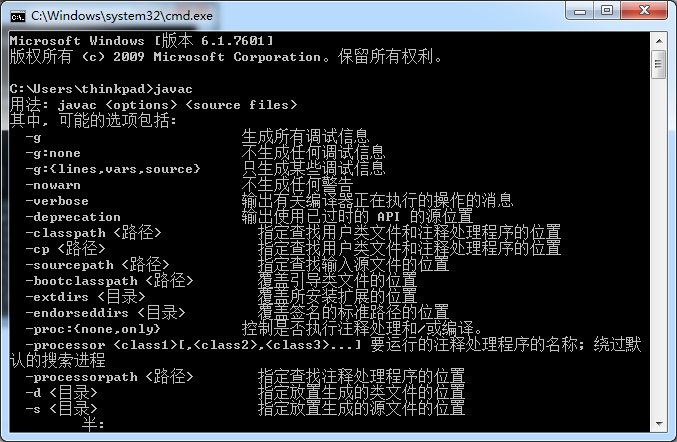 C:\Windows\system32\cmd.exe
Microsoft Windows [版本 6.1.7601]
版权所有 (c) 2009 Microsoft Corporation。保留所有权利。
C:\Users\thinkpad>javac
用法: javac <options> <source files>
其中, 可能的选项包括:
-g 生成所有调试信息
-g:none 不生成任何调试信息
-g:{lines,vars,source} 只生成某些调试信息
-nowarn 不生成任何警告
-verbose 输出有关编译器正在执行的操作的消息
-deprecation 输出使用已过时的 API 的源位置
-classpath <路径> 指定查找用户类文件和注释处理程序的位置
-cp <路径> 指定查找用户类文件和注释处理程序的位置
-sourcepath <路径> 指定查找输入源文件的位置
-bootclasspath <路径> 覆盖引导类文件的位置
-extdirs <目录> 覆盖所安装扩展的位置
-endorseddirs <目录> 覆盖签名的标准路径的位置
-proc:{none,only} 控制是否执行注释处理和/或编译。
-processor <class1>[,<class2>,<class3>...] 要运行的注释处理程序的名称; 绕过默
认的搜索进程
-processorpath <路径> 指定查找注释处理程序的位置
-d <目录> 指定放置生成的类文件的位置
-s <目录> 指定放置生成的源文件的位置
半: